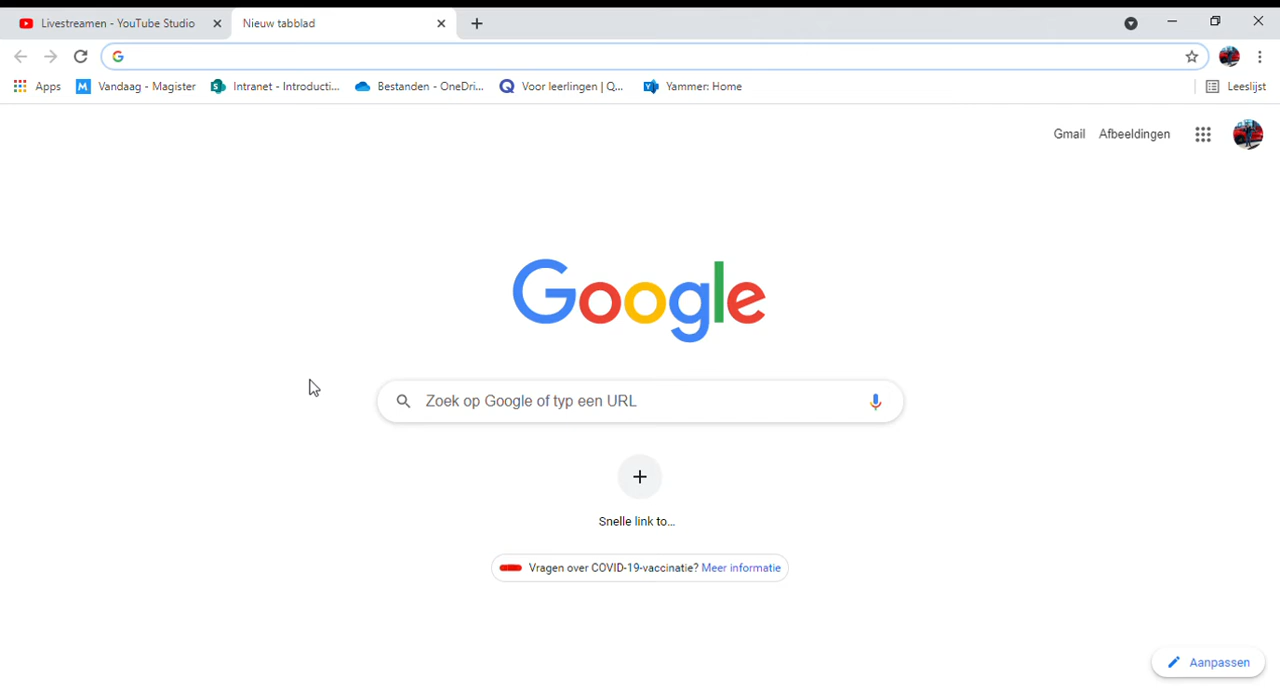 Livestreamen - YouTube Studio Nieuw tabblad
Apps Vandaag - Magister Intranet - Introducti... Bestanden - OneDri... Voor leerlingen | Q... Yammer: Home Leeslijst
Gmail Afbeeldingen
Google
Zoek op Google of typ een URL
Snelle link to...
Vragen over COVID-19-vaccinatie? Meer informatie
Aanpassen